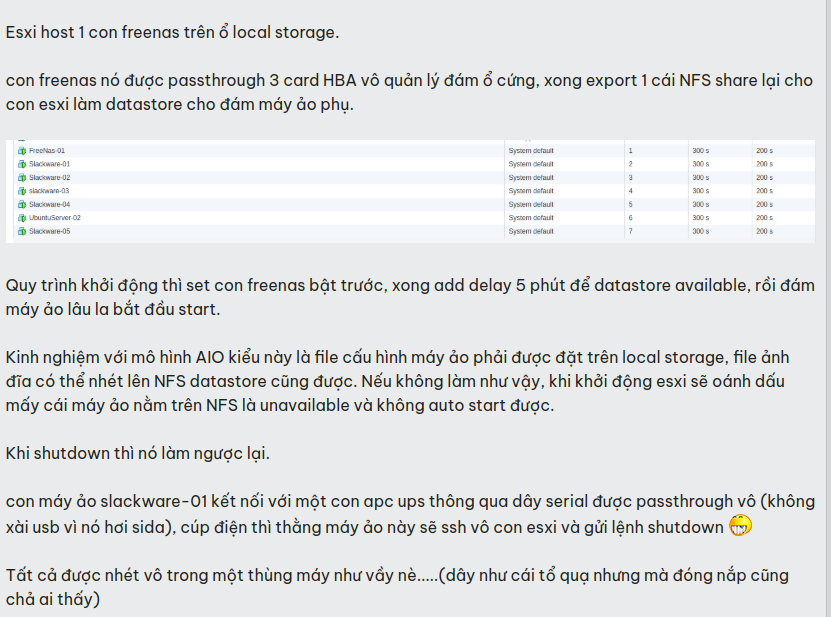 Esxi host 1 con freenas trên ổ local storage.
con freenas nó được passthrough 3 card HBA vô quản lý đám ổ cứng, xong export 1 cái NFS share lại cho
con esxi làm datastore cho đám máy ảo phụ.
FreeNas-01 System default 1 300 s 200 s
Slackware-01 System default 2 300 s 200 s
Slackware-02 System default 3 300 s 200 s
slackware-03 System default 4 300 s 200 s
Slackware-04 System default 5 300 s 200 s
UbuntuServer-02 System default 6 300 s 200 s
Slackware-05 System default 7 300 s 200 s
Quy trình khởi động thì set con freenas bật trước, xong add delay 5 phút để datastore available, rồi đám
máy ảo lâu la bắt đầu start.
Kinh nghiệm với mô hình AIO kiểu này là file cấu hình máy ảo phải được đặt trên local storage, file ảnh
đĩa có thể nhét lên NFS datastore cũng được. Nếu không làm như vậy, khi khởi động esxi sẽ oánh dấu
mấy cái máy ảo nằm trên NFS là unavailable và không auto start được.
Khi shutdown thì nó làm ngược lại.
con máy ảo slackware-01 kết nối với một con apc ups thông qua dây serial được passthrough vô (không
xài usb vì nó hơi sida), cúp điện thì thằng máy ảo này sẽ ssh vô con esxi và gửi lệnh shutdown
Tất cả được nhét vô trong một thùng máy như vầy nè.....(dây như cái tổ quạ nhưng mà đóng nắp cũng
chả ai thấy)